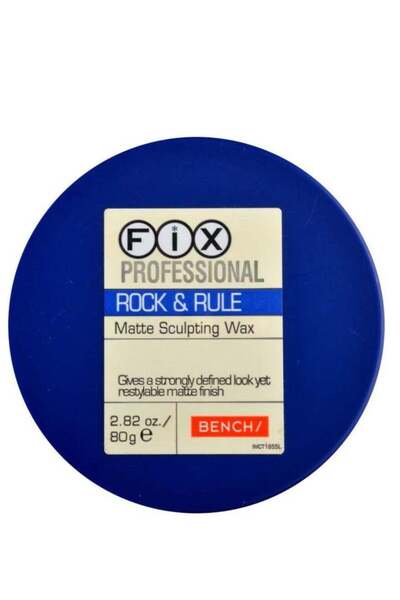 FiX
PROFESSIONAL
ROCK & RULE
Matte Sculpting Wax
Gives a strongly defined look yet
restylable matte finish
2.82 oz./
80g ℮
BENCH/